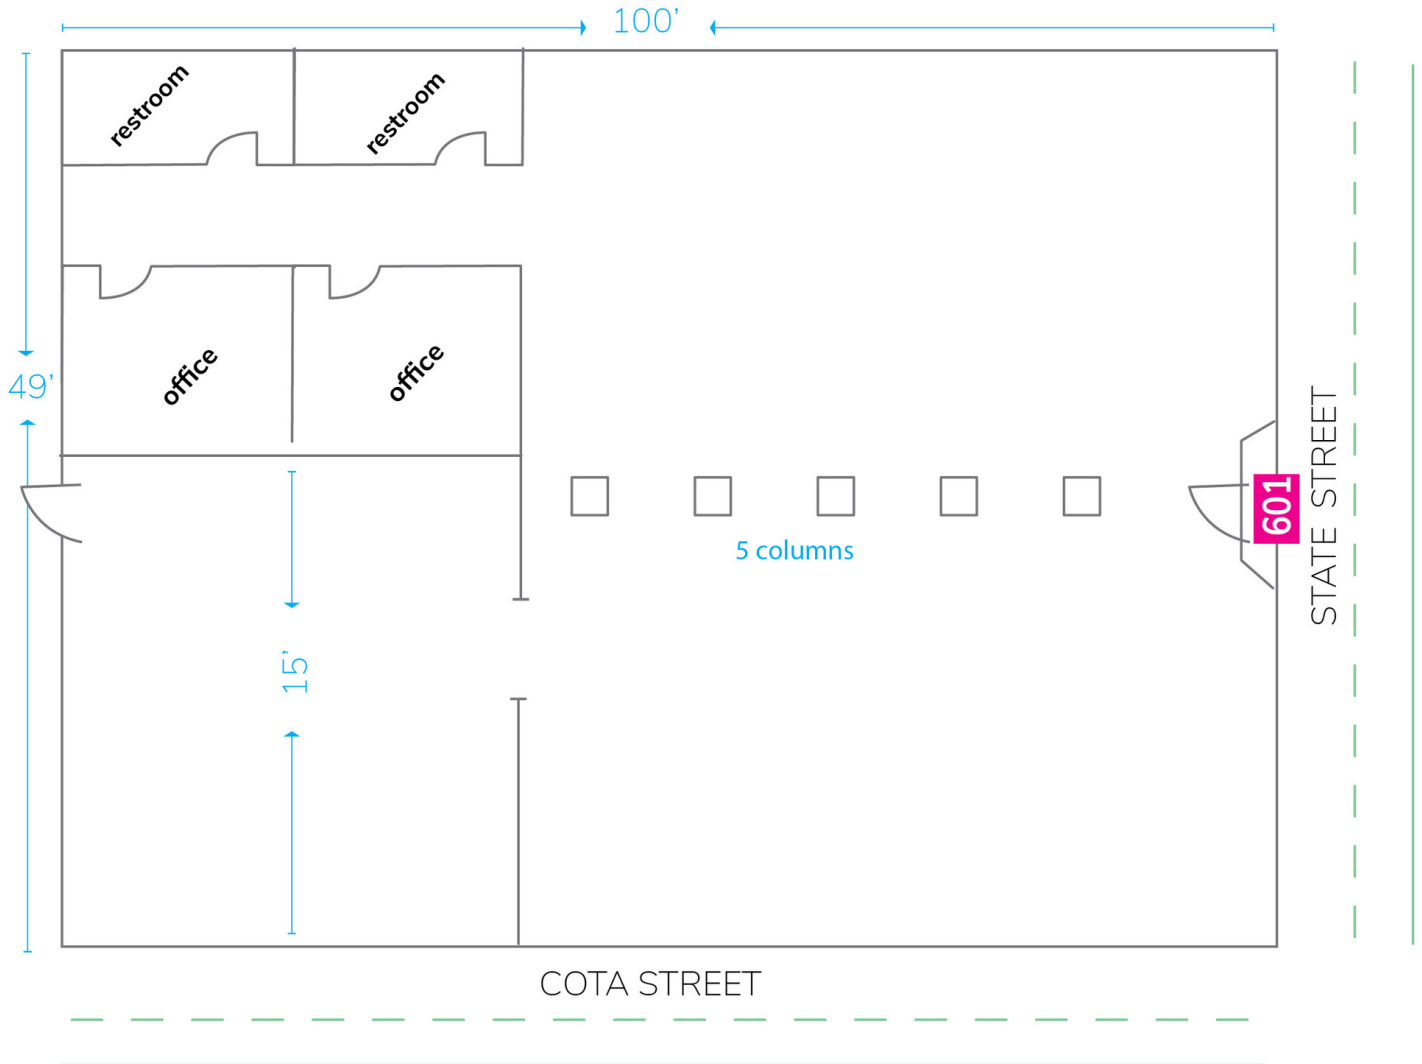 100’
restroom
restroom
49’
office
office
5 columns
15’
601
STATE STREET
COTA STREET